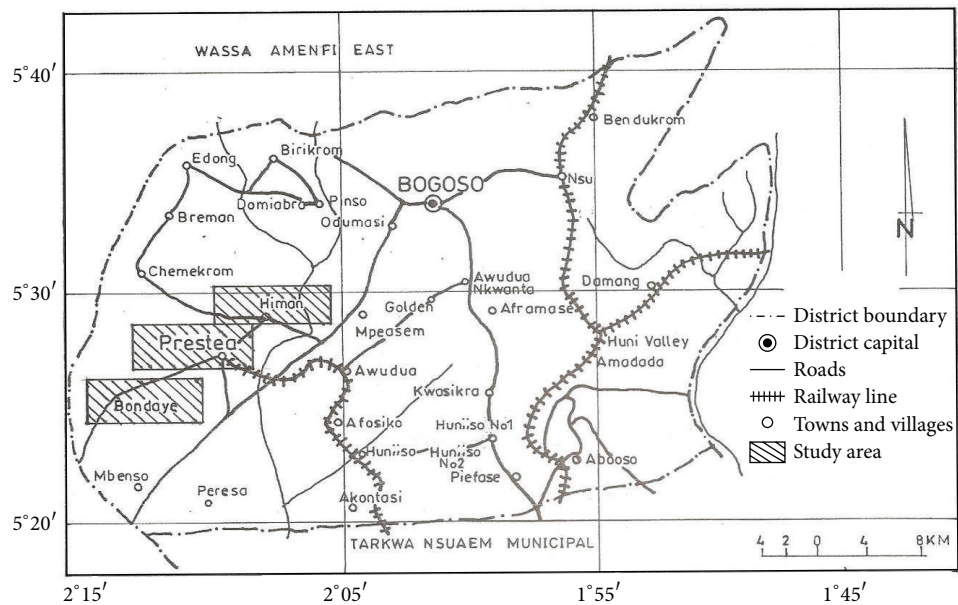 WASSA AMENFI EAST
5°40′
Bendukrom
Edong
Birikrom
Nsu
BOGOSO
Damiabra
Pinso
Odumasi
Breman
N
Chemekrom
Awudua
Nkwanta
Damang
5°30′
Himan
Golden
Aframase
Mpeasem
District boundary
Prestea
Huni Valley
District capital
Amadada
Awudua
Roads
Kwasikra
Railway line
Bondaye
Afosiko
Huniiso No1
Towns and villages
Huniiso
Huniiso
No2
Abooso
Study area
Mbenso
Piefase
Peresa
Akontasi
5°20′
TARKWA NSUAEM MUNICIPAL
4 2 0 4 8KM
2°15′ 2°05′ 1°55′ 1°45′